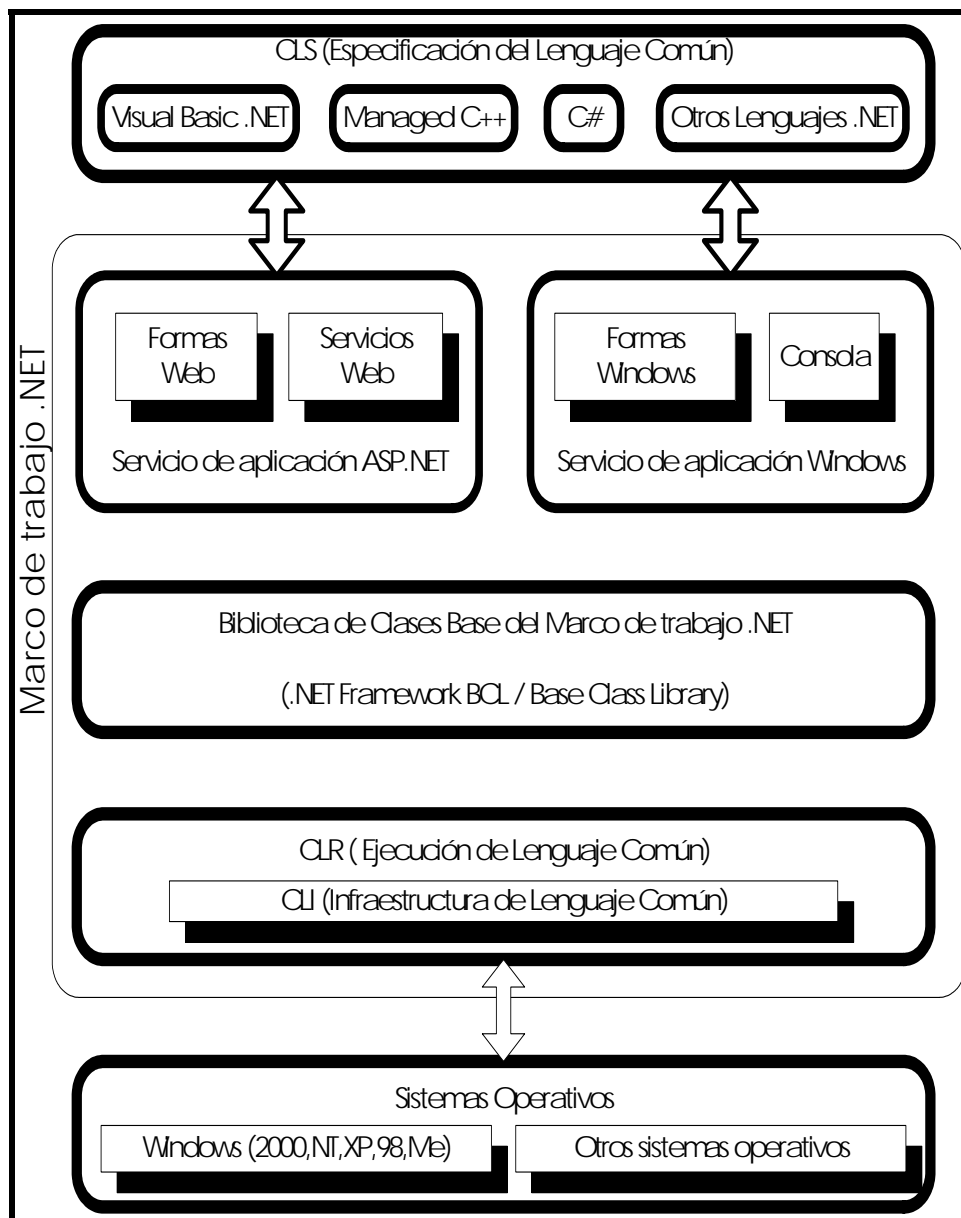 CLS (Especificación del Lenguaje Común)
Visual Basic .NET
Managed C++
C#
Otros Lenguajes .NET
Marco de trabajo .NET
Formas
Web
Servicios
Web
Servicio de aplicación ASP.NET
Formas
Windows
Consola
Servicio de aplicación Windows
Biblioteca de Clases Base del Marco de trabajo .NET
(.NET Framework BCL / Base Class Library)
CLR ( Ejecución de Lenguaje Común)
CLI (Infraestructura de Lenguaje Común)
Sistemas Operativos
Windows (2000,NT,XP,98,Me)
Otros sistemas operativos